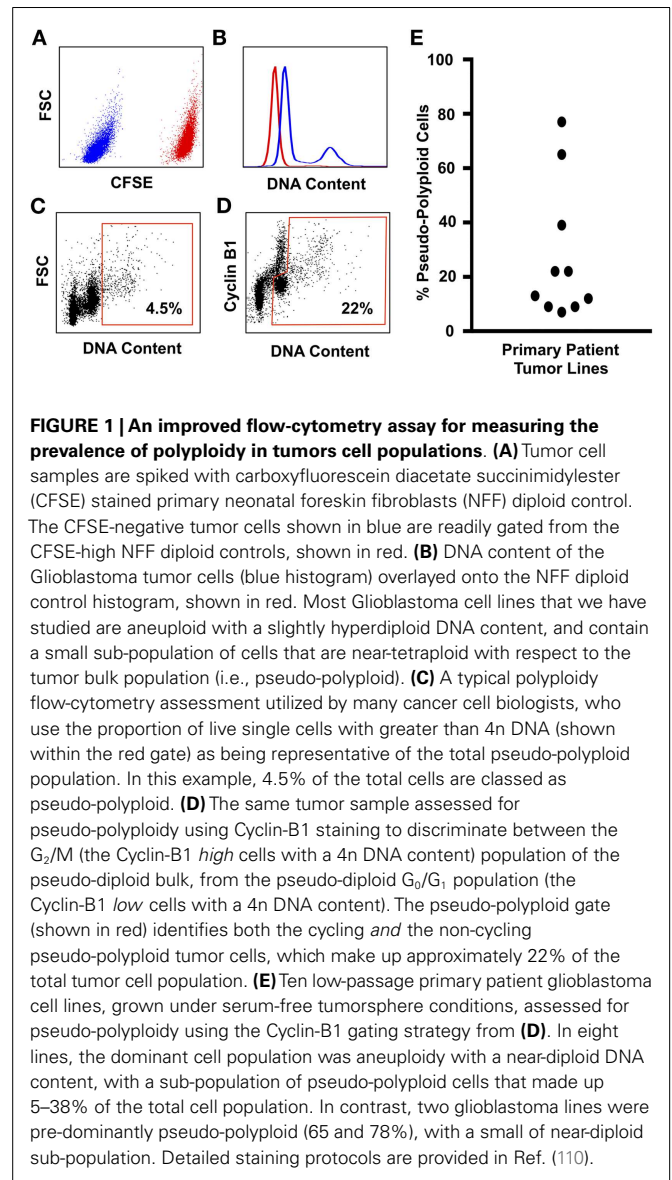 A
FSC
CFSE
B
DNA Content
C
FSC
4.5%
DNA Content
D
Cyclin B1
22%
DNA Content
E
% Pseudo-Polyploid Cells
100
80
60
40
20
0
Primary Patient
Tumor Lines
FIGURE 1 | An improved flow-cytometry assay for measuring the
prevalence of polyploidy in tumors cell populations. (A) Tumor cell
samples are spiked with carboxyfluorescein diacetate succinimidylester
(CFSE) stained primary neonatal foreskin fibroblasts (NFF) diploid control.
The CFSE-negative tumor cells shown in blue are readily gated from the
CFSE-high NFF diploid controls, shown in red. (B) DNA content of the
Glioblastoma tumor cells (blue histogram) overlayed onto the NFF diploid
control histogram, shown in red. Most Glioblastoma cell lines that we have
studied are aneuploid with a slightly hyperdiploid DNA content, and contain
a small sub-population of cells that are near-tetraploid with respect to the
tumor bulk population (i.e., pseudo-polyploid). (C) A typical polyploidy
flow-cytometry assessment utilized by many cancer cell biologists, who
use the proportion of live single cells with greater than 4n DNA (shown
within the red gate) as being representative of the total pseudo-polyploid
population. In this example, 4.5% of the total cells are classed as
pseudo-polyploid. (D) The same tumor sample assessed for
pseudo-polyploidy using Cyclin-B1 staining to discriminate between the
G₂/M (the Cyclin-B1 high cells with a 4n DNA content) population of the
pseudo-diploid bulk, from the pseudo-diploid G₀/G₁ population (the
Cyclin-B1 low cells with a 4n DNA content). The pseudo-polyploid gate
(shown in red) identifies both the cycling and the non-cycling
pseudo-polyploid tumor cells, which make up approximately 22% of the
total tumor cell population. (E) Ten low-passage primary patient glioblastoma
cell lines, grown under serum-free tumorsphere conditions, assessed for
pseudo-polyploidy using the Cyclin-B1 gating strategy from (D). In eight
lines, the dominant cell population was aneuploidy with a near-diploid DNA
content, with a sub-population of pseudo-polyploid cells that made up
5–38% of the total cell population. In contrast, two glioblastoma lines were
pre-dominantly pseudo-polyploid (65 and 78%), with a small of near-diploid
sub-population. Detailed staining protocols are provided in Ref. (110).